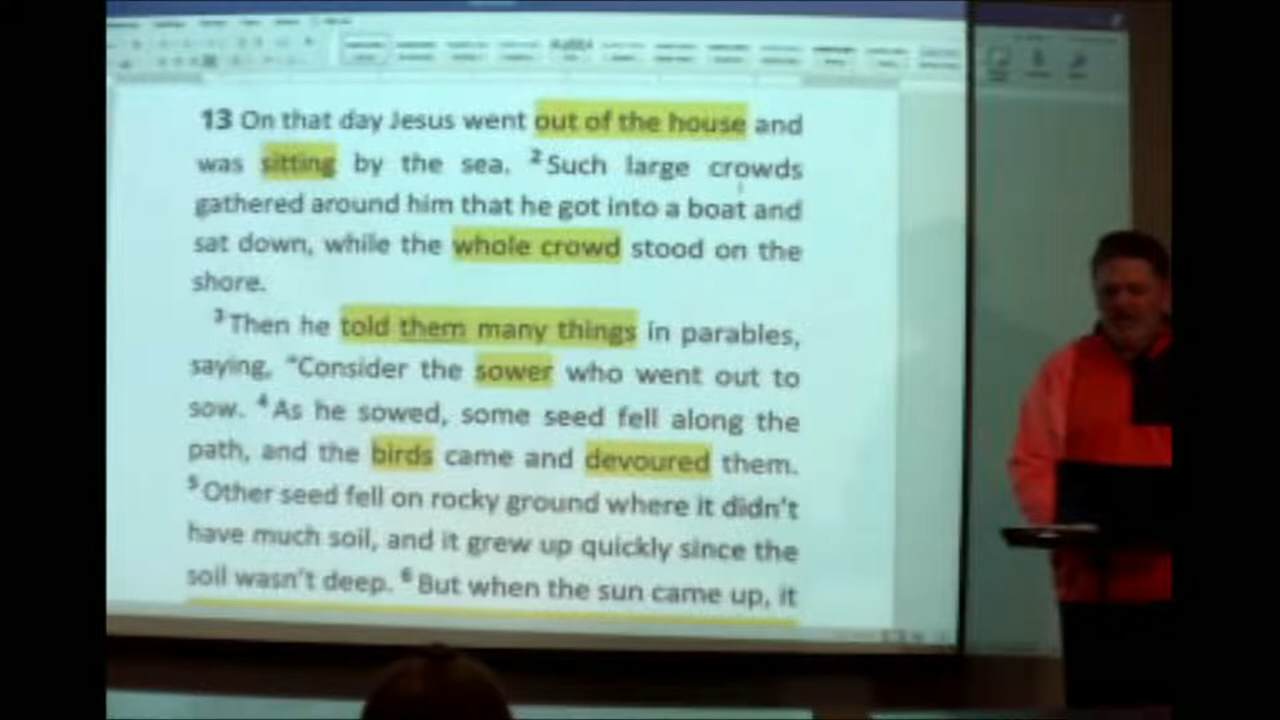 13 On that day Jesus went out of the house and
was sitting by the sea. 2 Such large crowds
gathered around him that he got into a boat and
sat down, while the whole crowd stood on the
shore.
3 Then he told them many things in parables,
saying, "Consider the sower who went out to
sow. 4 As he sowed, some seed fell along the
path, and the birds came and devoured them.
5 Other seed fell on rocky ground where it didn't
have much soil, and it grew up quickly since the
soil wasn't deep. 6 But when the sun came up, it